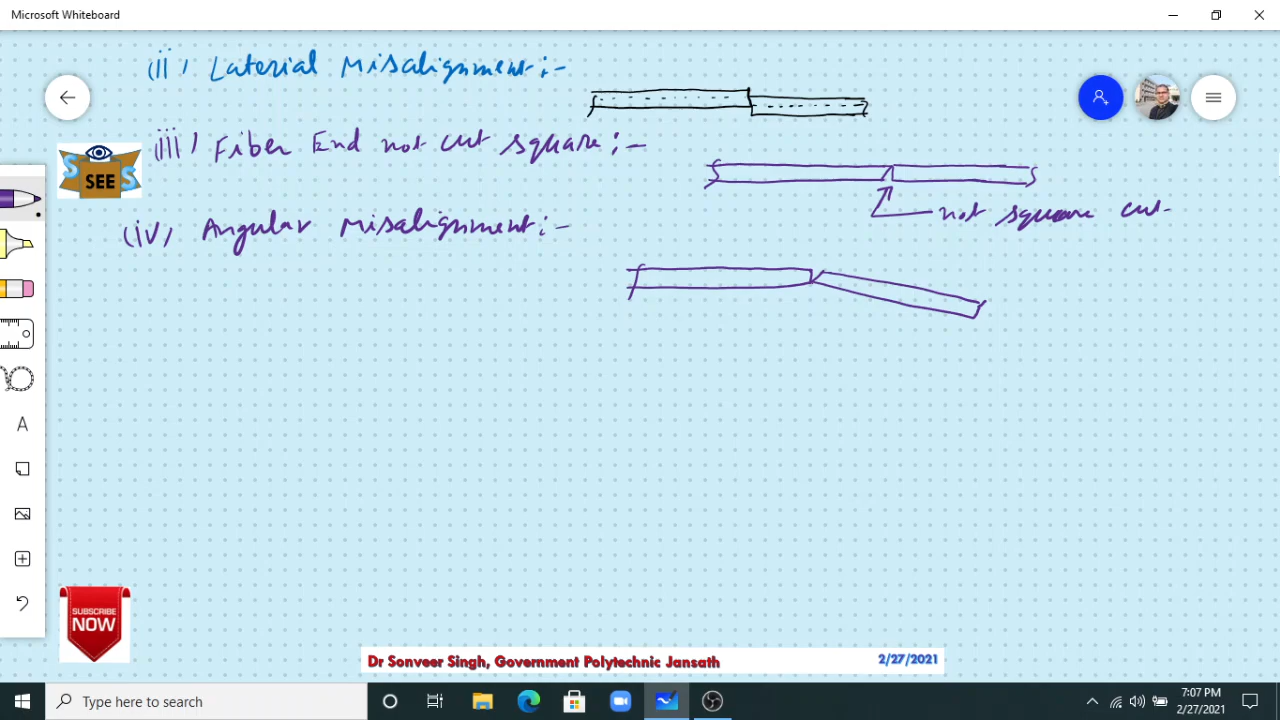 Microsoft Whiteboard
(ii) Laterial Misalignment:-
(iii) Fiber End not cut square:-
SEE
S S
not square cut
(iv) Angular Misalignment:-
A
SUBSCRIBE
NOW
Dr Sonveer Singh, Government Polytechnic Jansath
2/27/2021
Type here to search
7:07 PM
2/27/2021